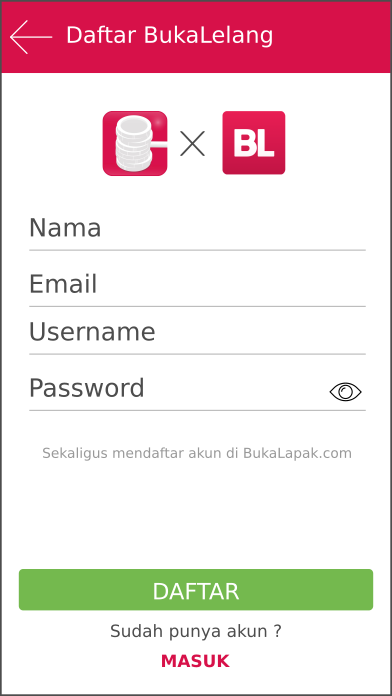 Daftar BukaLelang
BL
Nama
Email
Username
Password
Sekaligus mendaftar akun di BukaLapak.com
DAFTAR
Sudah punya akun ?
MASUK